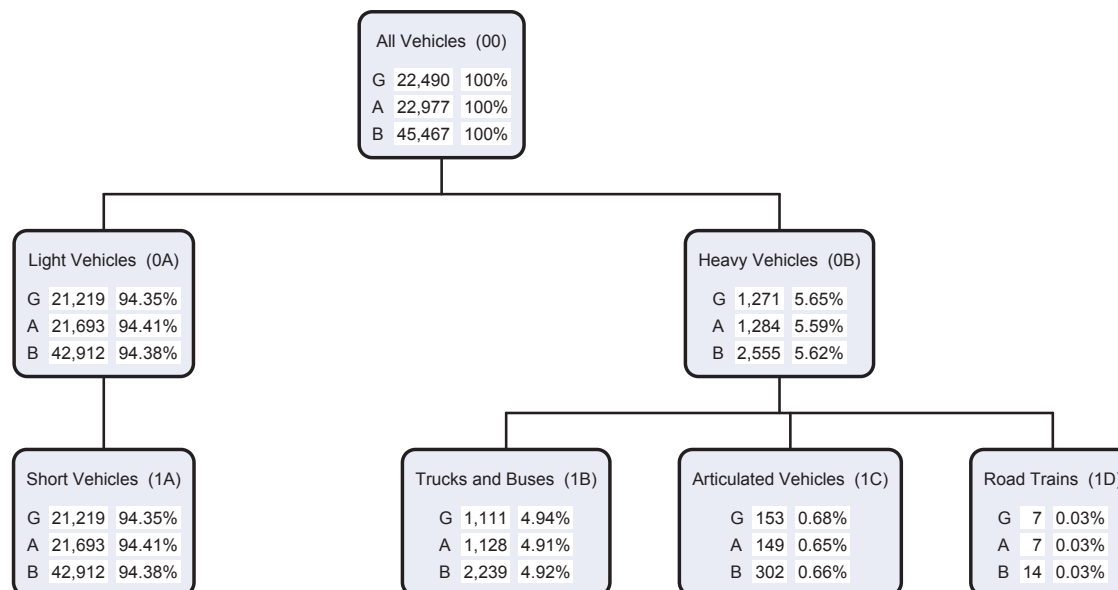 All Vehicles (00)
G 22,490 100%
A 22,977 100%
B 45,467 100%
Light Vehicles (0A)
G 21,219 94.35%
A 21,693 94.41%
B 42,912 94.38%
Heavy Vehicles (0B)
G 1,271 5.65%
A 1,284 5.59%
B 2,555 5.62%
Short Vehicles (1A)
G 21,219 94.35%
A 21,693 94.41%
B 42,912 94.38%
Trucks and Buses (1B)
G 1,111 4.94%
A 1,128 4.91%
B 2,239 4.92%
Articulated Vehicles (1C)
G 153 0.68%
A 149 0.65%
B 302 0.66%
Road Trains (1D)
G 7 0.03%
A 7 0.03%
B 14 0.03%